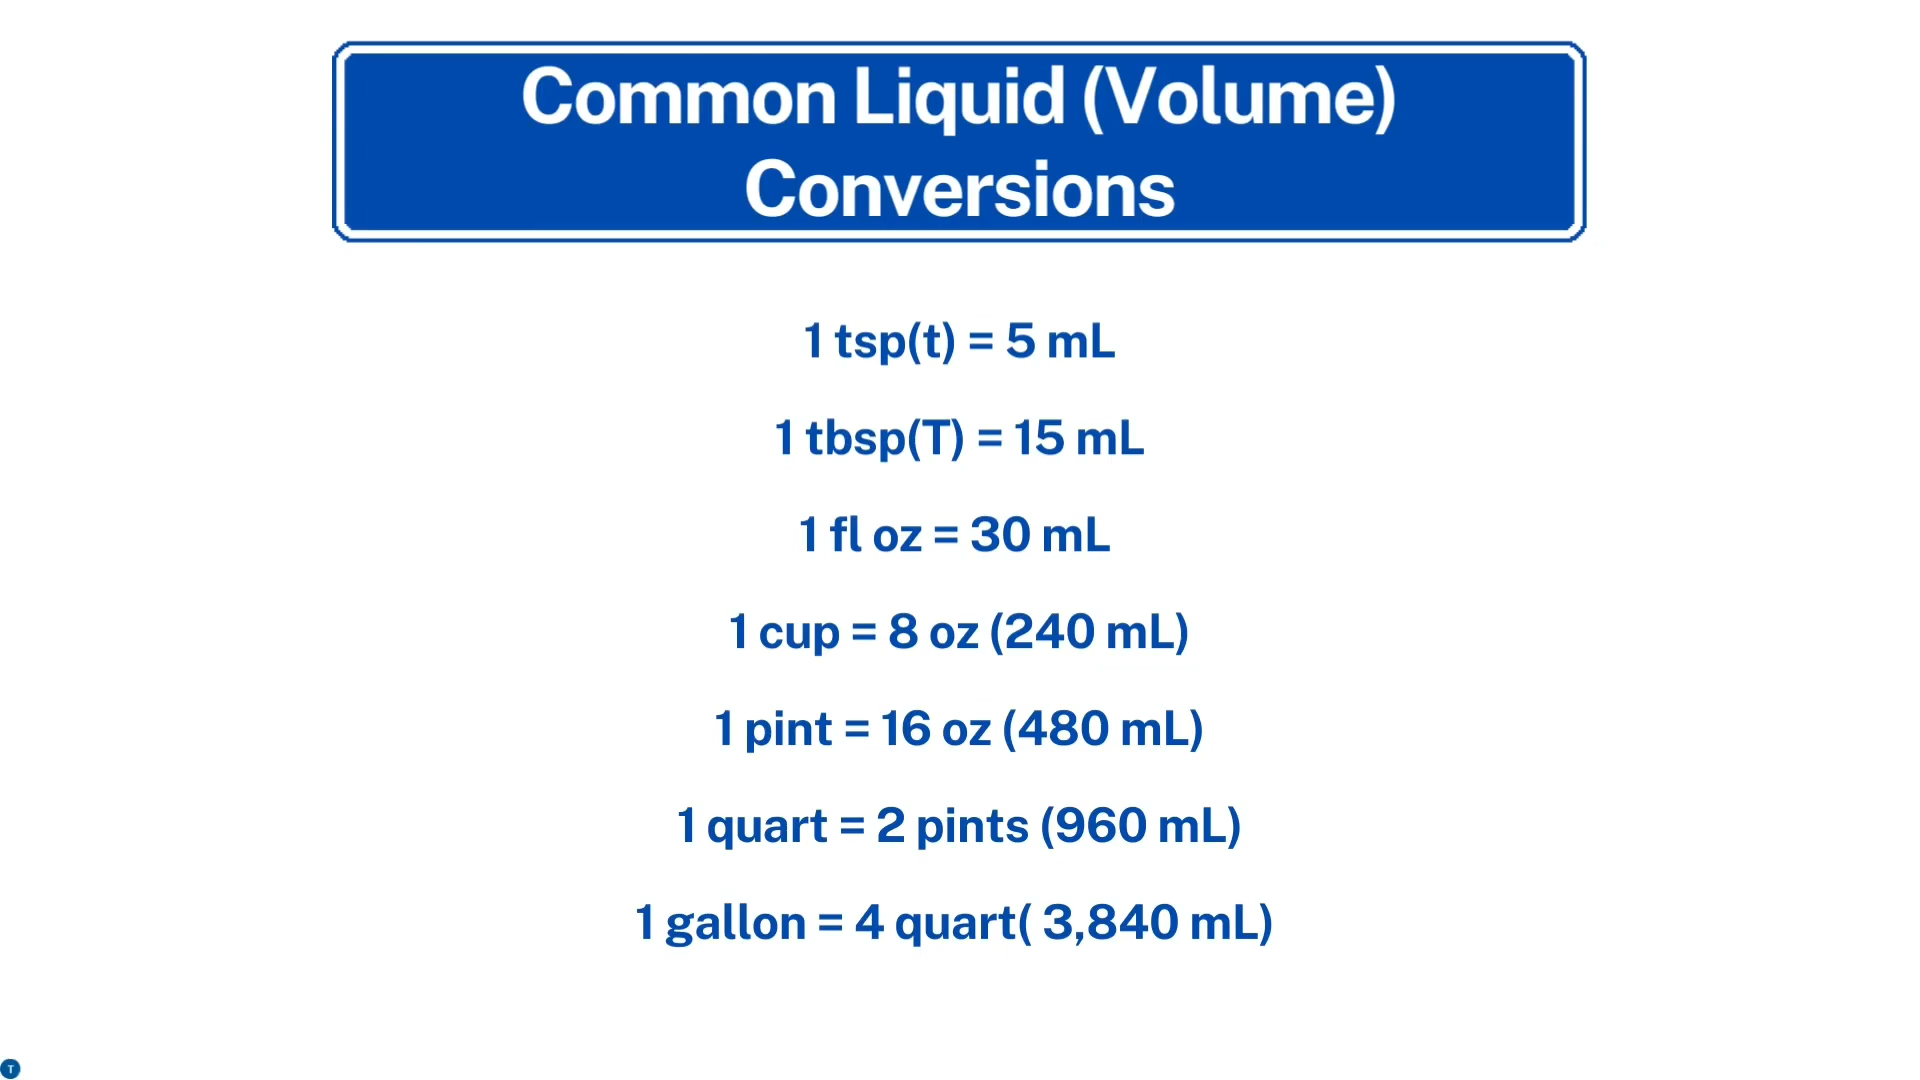 Common Liquid (Volume)
Conversions
1 tsp(t) = 5 mL
1 tbsp(T) = 15 mL
1 fl oz = 30 mL
1 cup = 8 oz (240 mL)
1 pint = 16 oz (480 mL)
1 quart = 2 pints (960 mL)
1 gallon = 4 quart( 3,840 mL)
T